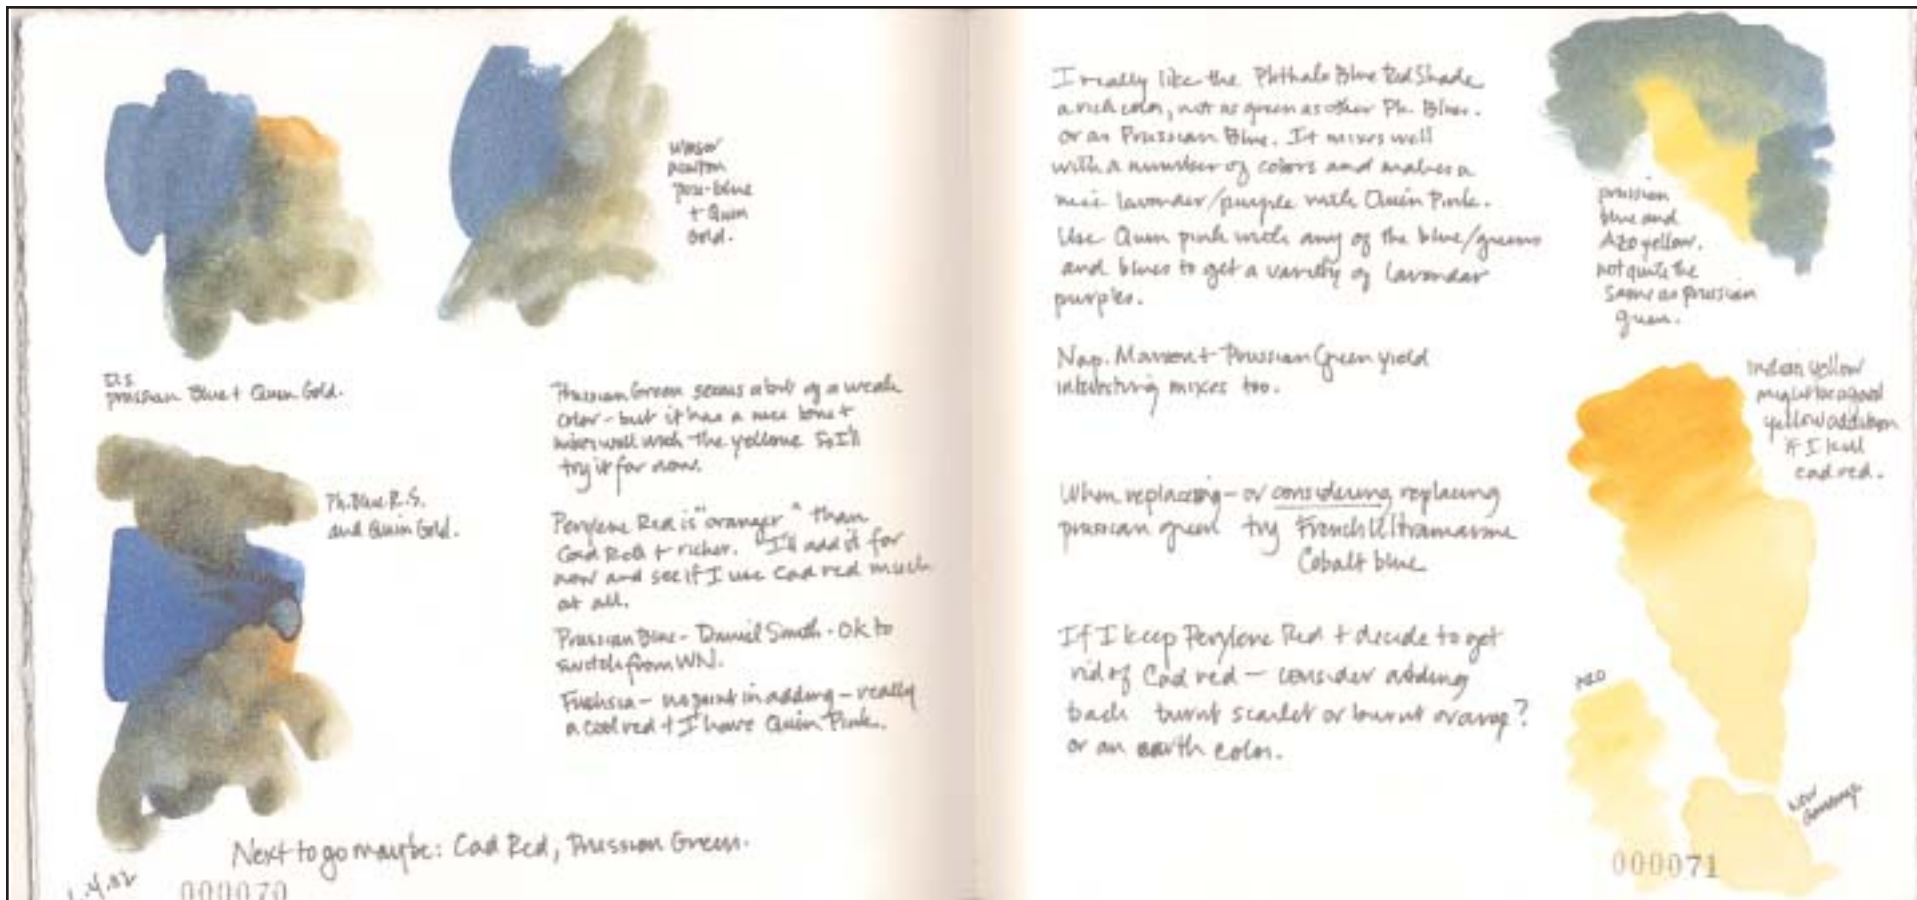 Winsor
newton
pru-blue
+ Quin
Gold.
D.S.
prussian Blue + Quin Gold.
Ph. Blue R.S.
and Quin Gold.
Prussian Green seems a bit of a weak
color - but it has a nice tone +
mixes well with the yellows so I'll
try it for now.
Perylene Red is "oranger" than
Cad Red + richer. I'll add it for
now and see if I use Cad red much
at all.
Prussian Blue - Daniel Smith - OK to
switch from WN.
Fuchsia - no point in adding - really
a cool red + I have Quin Pink.
Next to go maybe: Cad Red, Prussian Green.
000070
I really like the Phthalo Blue Red Shade
a rich color, not as green as other Ph. Blues.
or as Prussian Blue. It mixes well
with a number of colors and makes a
nice lavender/purple with Quin Pink.
Use Quin pink with any of the blue/greens
and blues to get a variety of lavendar
purples.
Nap. Maroon + Prussian Green yield
interesting mixes too.
When replacing - or considering replacing
prussian green try French Ultramarine
Cobalt blue
If I keep Perylene Red + decide to get
rid of Cad red - consider adding
back burnt scarlet or burnt orange?
or an earth color.
prussian
blue and
Azo yellow.
not quite the
same as prussian
green.
Indian yellow
might be a good
yellow addition
if I kill
cad red.
AZO
New
Gamboge
000071